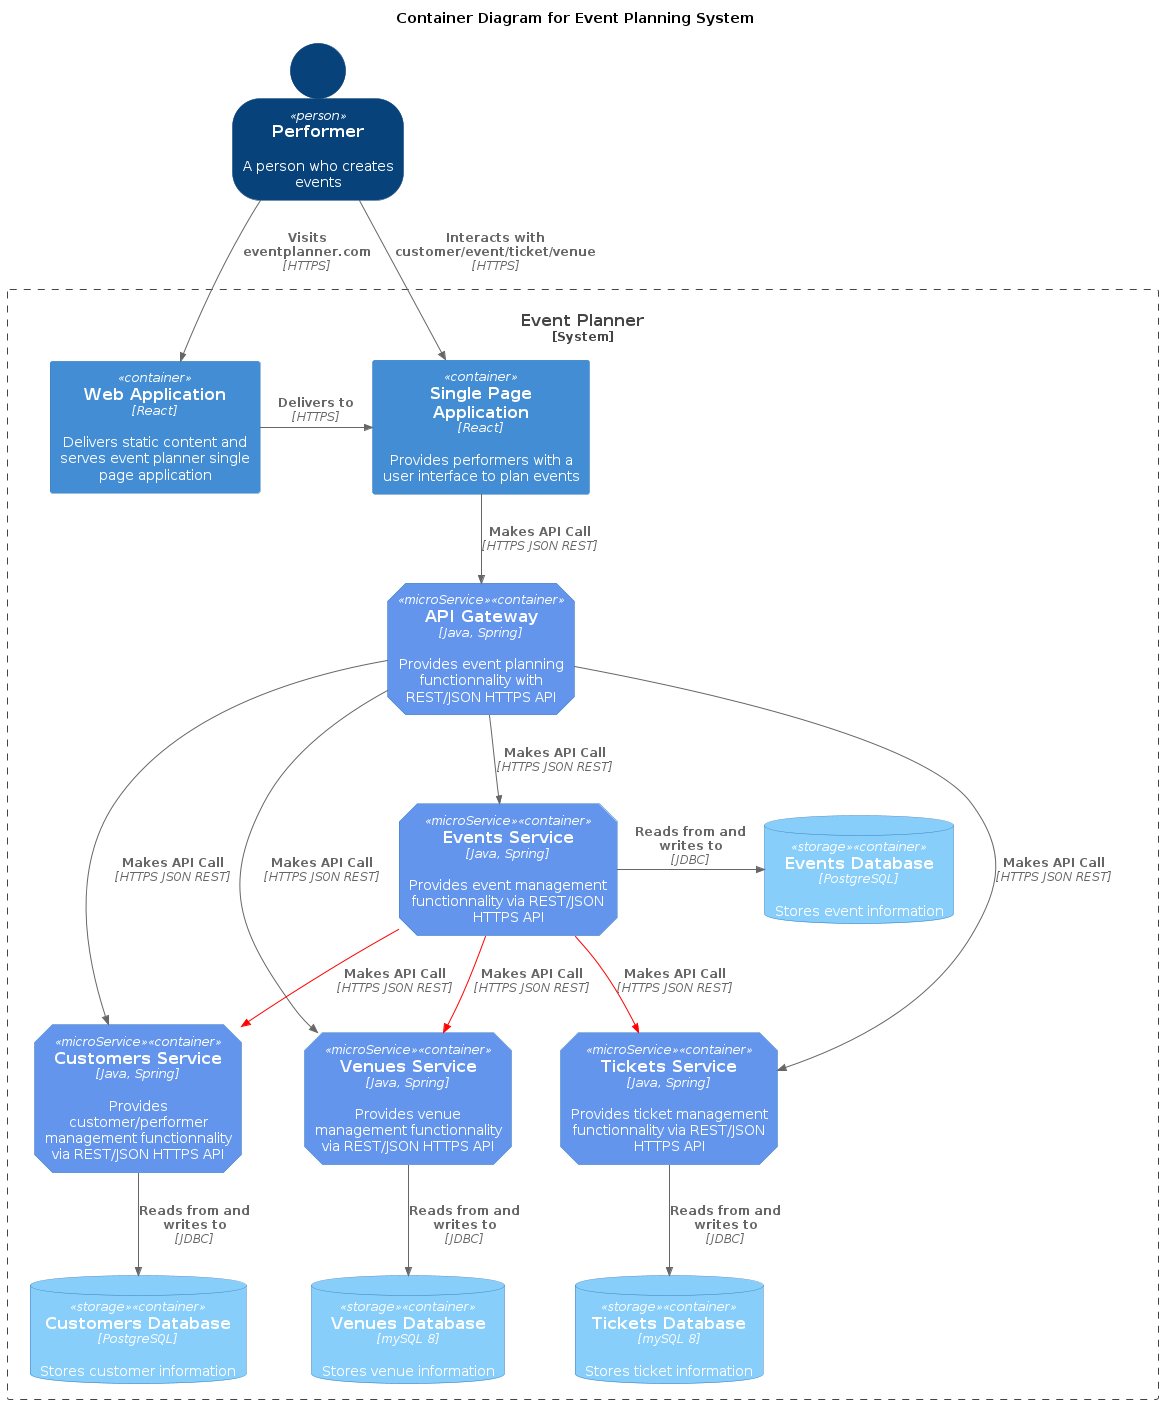 Container Diagram for Event Planning System
«person»
Performer
A person who creates
events
Visits
eventplanner.com
[HTTPS]
Interacts with
customer/event/ticket/venue
[HTTPS]
Event Planner
[System]
«container»
Web Application
[React]
Delivers static content and
serves event planner single
page application
Delivers to
[HTTPS]
«container»
Single Page
Application
[React]
Provides performers with a
user interface to plan events
Makes API Call
[HTTPS JSON REST]
«microService»«container»
API Gateway
[Java, Spring]
Provides event planning
functionnality with
REST/JSON HTTPS API
Makes API Call
[HTTPS JSON REST]
«microService»«container»
Events Service
[Java, Spring]
Provides event management
functionnality via REST/JSON
HTTPS API
Reads from and
writes to
[JDBC]
«storage»«container»
Events Database
[PostgreSQL]
Stores event information
Makes API Call
[HTTPS JSON REST]
Makes API Call
[HTTPS JSON REST]
Makes API Call
[HTTPS JSON REST]
Makes API Call
[HTTPS JSON REST]
Makes API Call
[HTTPS JSON REST]
Makes API Call
[HTTPS JSON REST]
«microService»«container»
Customers Service
[Java, Spring]
Provides
customer/performer
management functionnality
via REST/JSON HTTPS API
«microService»«container»
Venues Service
[Java, Spring]
Provides venue
management functionnality
via REST/JSON HTTPS API
«microService»«container»
Tickets Service
[Java, Spring]
Provides ticket management
functionnality via REST/JSON
HTTPS API
Reads from and
writes to
[JDBC]
Reads from and
writes to
[JDBC]
Reads from and
writes to
[JDBC]
«storage»«container»
Customers Database
[PostgreSQL]
Stores customer information
«storage»«container»
Venues Database
[mySQL 8]
Stores venue information
«storage»«container»
Tickets Database
[mySQL 8]
Stores ticket information